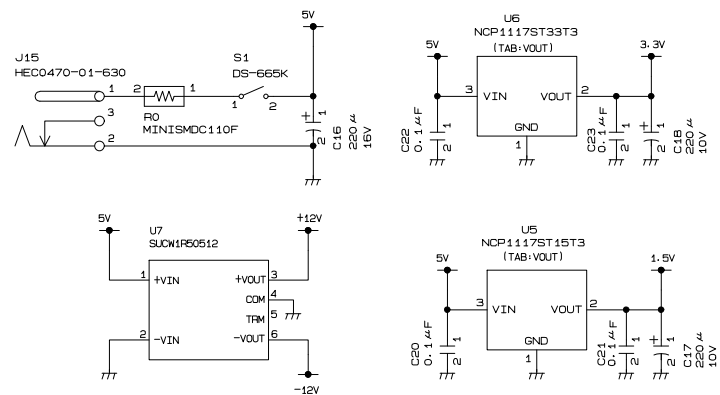 5V
J15
HEC0470-01-630
S1
DS-665K
1
2
1
1
2
3
R0
MINISMDC110F
2
+
1
2
C16
220μ
16V
U6
NCP1117ST33T3
(TAB:VOUT)
5V
3.3V
3
VIN
VOUT
2
GND
1
C22
0.1μF
1
2
C23
0.1μF
1
2
+
1
2
C18
220μ
10V
5V
U7
SUCW1R50512
+12V
1
+VIN
+VOUT
3
COM
4
TRM
5
2
-VIN
-VOUT
6
-12V
U5
NCP1117ST15T3
(TAB:VOUT)
5V
1.5V
3
VIN
VOUT
2
GND
1
C20
0.1μF
1
2
C21
0.1μF
1
2
+
1
2
C17
220μ
10V